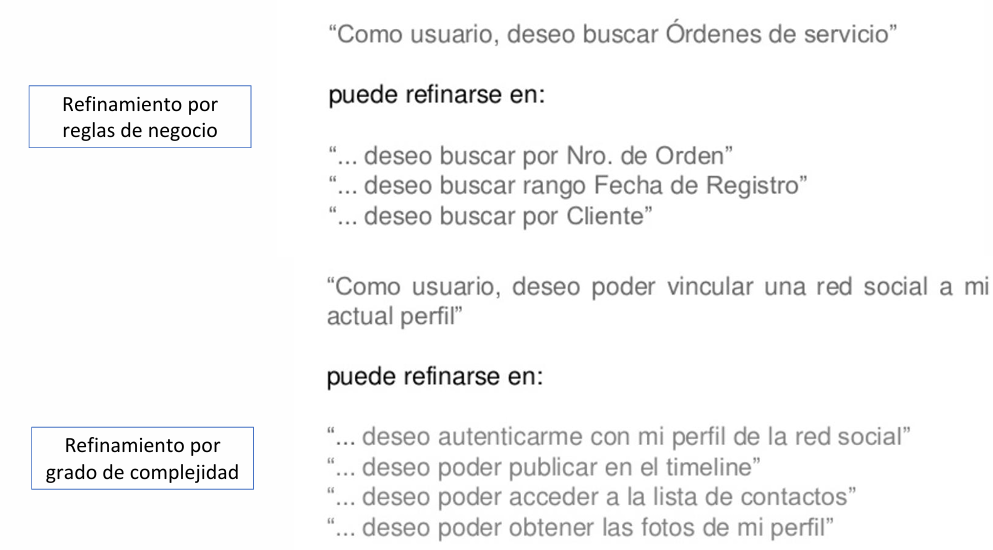 “Como usuario, deseo buscar Órdenes de servicio”
Refinamiento por
reglas de negocio
puede refinarse en:
“... deseo buscar por Nro. de Orden”
“... deseo buscar rango Fecha de Registro”
“... deseo buscar por Cliente”
“Como usuario, deseo poder vincular una red social a mi
actual perfil”
puede refinarse en:
Refinamiento por
grado de complejidad
“... deseo autenticarme con mi perfil de la red social”
“... deseo poder publicar en el timeline”
“... deseo poder acceder a la lista de contactos”
“... deseo poder obtener las fotos de mi perfil”